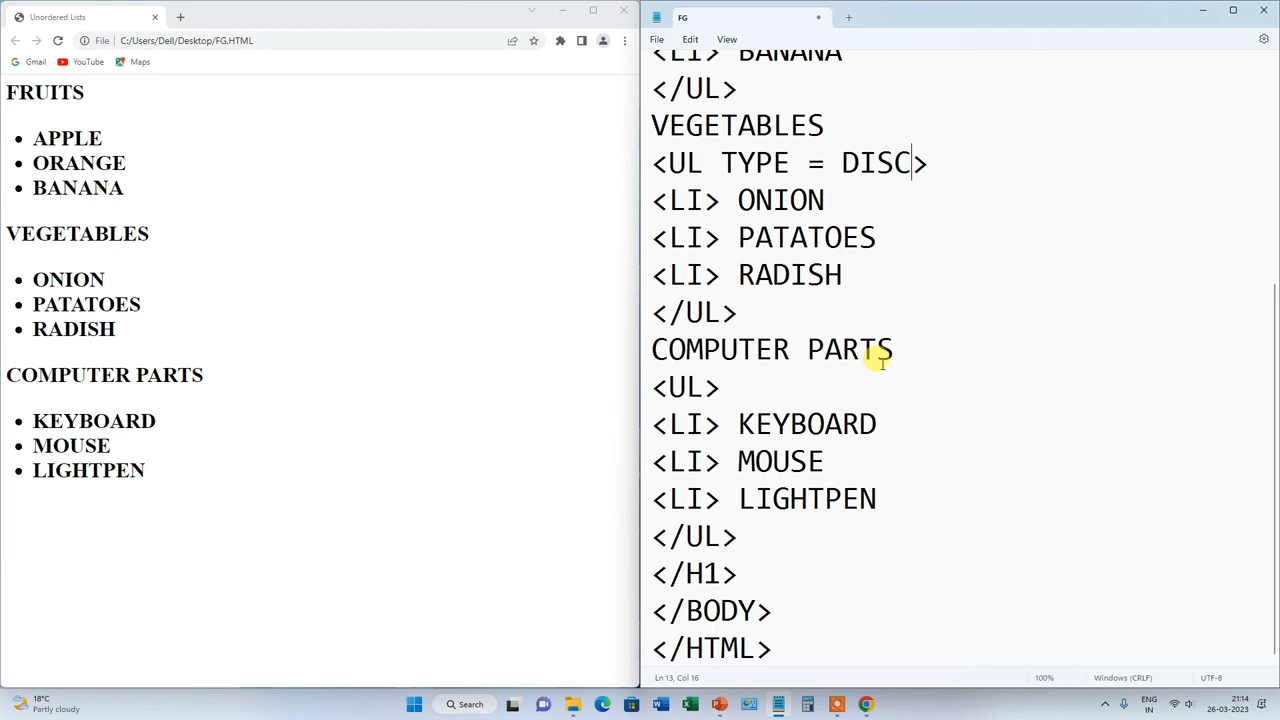 Unordered Lists
File C:/Users/Dell/Desktop/FG.HTML
Gmail YouTube Maps
FRUITS
• APPLE
• ORANGE
• BANANA
VEGETABLES
• ONION
• PATATOES
• RADISH
COMPUTER PARTS
• KEYBOARD
• MOUSE
• LIGHTPEN
FG
File Edit View
<LI> BANANA
</UL>
VEGETABLES
<UL TYPE = DISC>
<LI> ONION
<LI> PATATOES
<LI> RADISH
</UL>
COMPUTER PARTS
<UL>
<LI> KEYBOARD
<LI> MOUSE
<LI> LIGHTPEN
</UL>
</H1>
</BODY>
</HTML>
Ln 13, Col 16 100% Windows (CRLF) UTF-8
18°C
Partly cloudy
Search
ENG
IN
21:14
26-03-2023